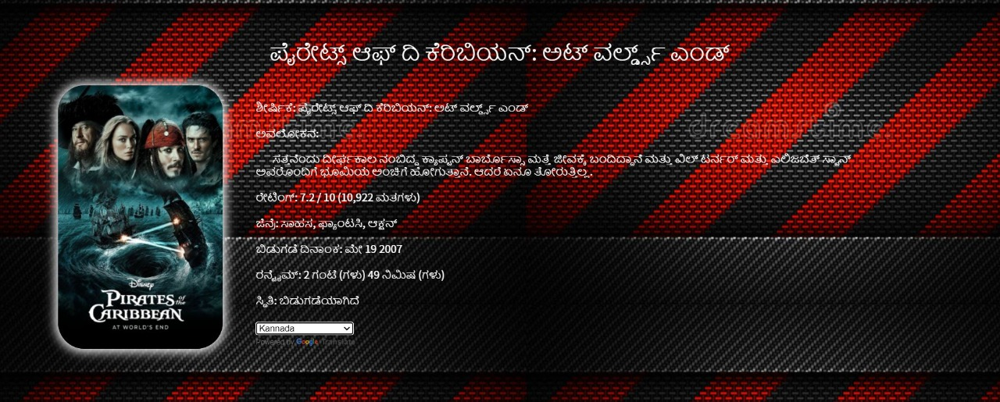 ಪೈರೇಟ್ಸ್ ಆಫ್ ದಿ ಕೆರಿಬಿಯನ್: ಅಟ್ ವರ್ಲ್ಡ್ಸ್ ಎಂಡ್
ಶೀರ್ಷಿಕೆ: ಪೈರೇಟ್ಸ್ ಆಫ್ ದಿ ಕೆರಿಬಿಯನ್: ಅಟ್ ವರ್ಲ್ಡ್ಸ್ ಎಂಡ್
ಅವಲೋಕನ:
ಸತ್ತನೆಂದು ದೀರ್ಘಕಾಲ ನಂಬಿದ್ದ ಕ್ಯಾಪ್ಟನ್ ಬಾರ್ಬೊಸ್ಸಾ ಮತ್ತೆ ಜೀವಕ್ಕೆ ಬಂದಿದ್ದಾನೆ ಮತ್ತು ವಿಲ್ ಟರ್ನರ್ ಮತ್ತು ಎಲಿಜಬೆತ್ ಸ್ವಾನ್
ಅವರೊಂದಿಗೆ ಭೂಮಿಯ ಅಂಚಿಗೆ ಹೋಗುತ್ತಾನೆ. ಆದರೆ ಏನೂ ತೋರುತ್ತಿಲ್ಲ.
ರೇಟಿಂಗ್: 7.2 / 10 (10,922 ಮತಗಳು)
ಜಿನ್ರೆ: ಸಾಹಸ, ಫ್ಯಾಂಟಸಿ, ಆಕ್ಷನ್
ಬಿಡುಗಡೆ ದಿನಾಂಕ: ಮೇ 19 2007
ರನ್ಟೈಮ್: 2 ಗಂಟೆ (ಗಳು) 49 ನಿಮಿಷ (ಗಳು)
ಸ್ಥಿತಿ: ಬಿಡುಗಡೆಯಾಗಿದೆ
Kannada
Powered by Google Translate
Disney
PIRATES of the
CARIBBEAN
AT WORLD'S END
dreamstime